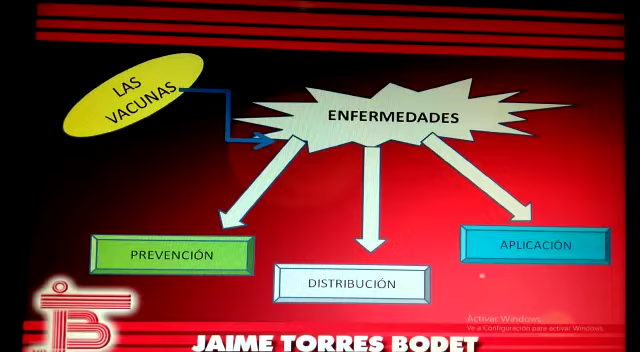 LAS
VACUNAS
ENFERMEDADES
PREVENCIÓN
DISTRIBUCIÓN
APLICACIÓN
Activar Windows
Ve a Configuración para activar Windows.
JAIME TORRES BODET